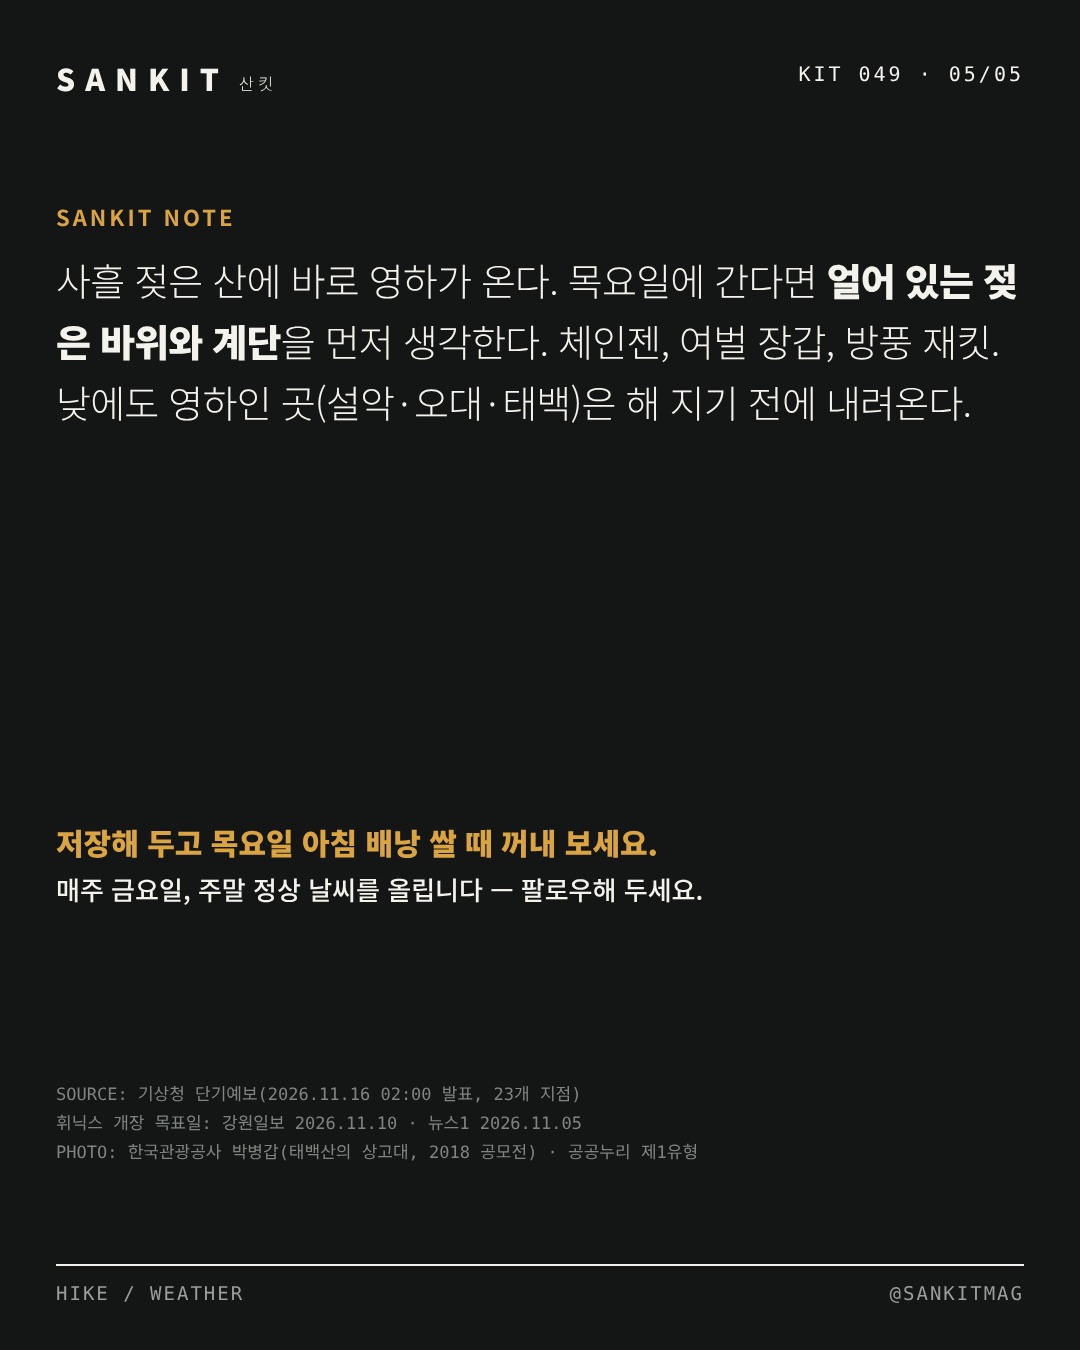 SANKIT 산킷
KIT 049 · 05/05
SANKIT NOTE
사흘 젖은 산에 바로 영하가 온다. 목요일에 간다면 얼어 있는 젖
은 바위와 계단을 먼저 생각한다. 체인젠, 여벌 장갑, 방풍 재킷.
낮에도 영하인 곳(설악·오대·태백)은 해 지기 전에 내려온다.
저장해 두고 목요일 아침 배낭 쌀 때 꺼내 보세요.
매주 금요일, 주말 정상 날씨를 올립니다 — 팔로우해 두세요.
SOURCE: 기상청 단기예보(2026.11.16 02:00 발표, 23개 지점)
휘닉스 개장 목표일: 강원일보 2026.11.10 · 뉴스1 2026.11.05
PHOTO: 한국관광공사 박병갑(태백산의 상고대, 2018 공모전) · 공공누리 제1유형
HIKE / WEATHER
@SANKITMAG